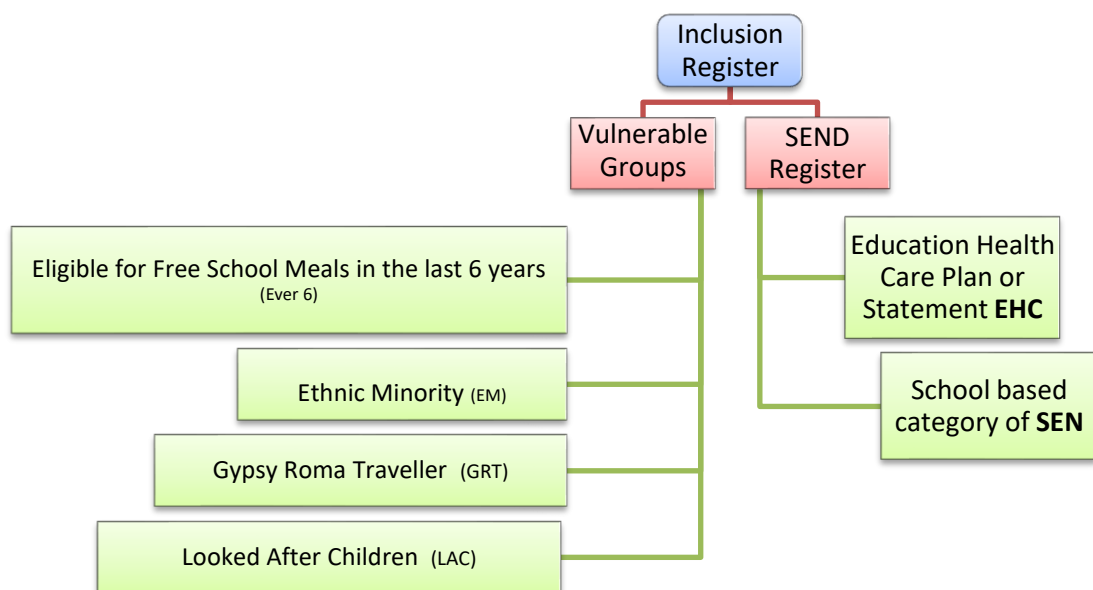 Inclusion
Register
Vulnerable
Groups
SEND
Register
Eligible for Free School Meals in the last 6 years
(Ever 6)
Ethnic Minority (EM)
Gypsy Roma Traveller (GRT)
Looked After Children (LAC)
Education Health
Care Plan or
Statement EHC
School based
category of SEN